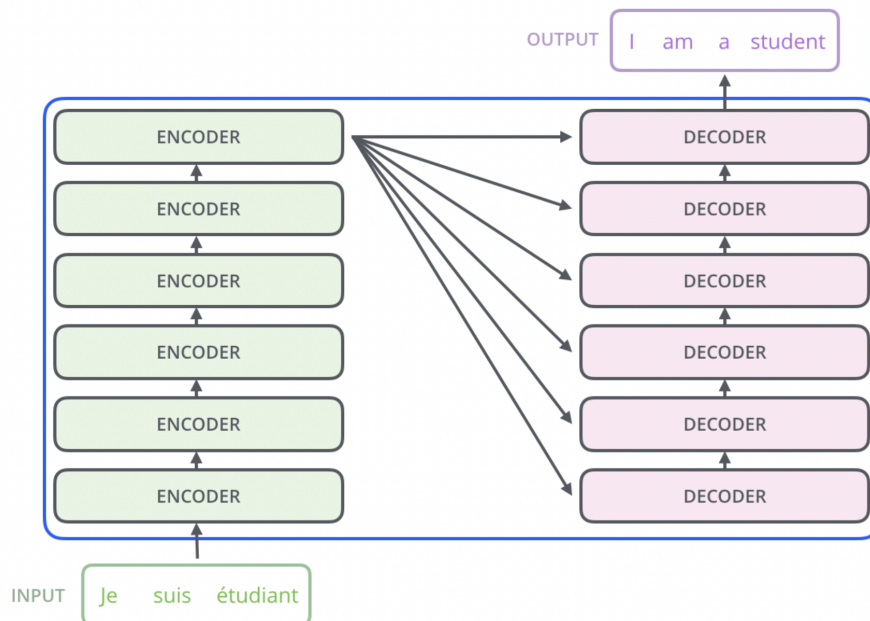 OUTPUT
I am a student
ENCODER
DECODER
ENCODER
DECODER
ENCODER
DECODER
ENCODER
DECODER
ENCODER
DECODER
ENCODER
DECODER
INPUT
Je suis étudiant